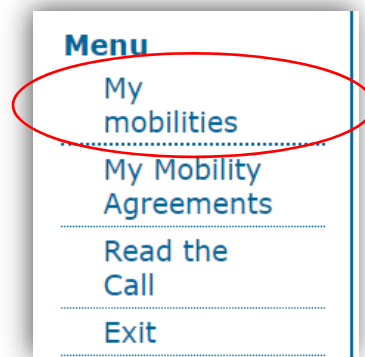 Menu
My
mobilities
My Mobility
Agreements
Read the
Call
Exit